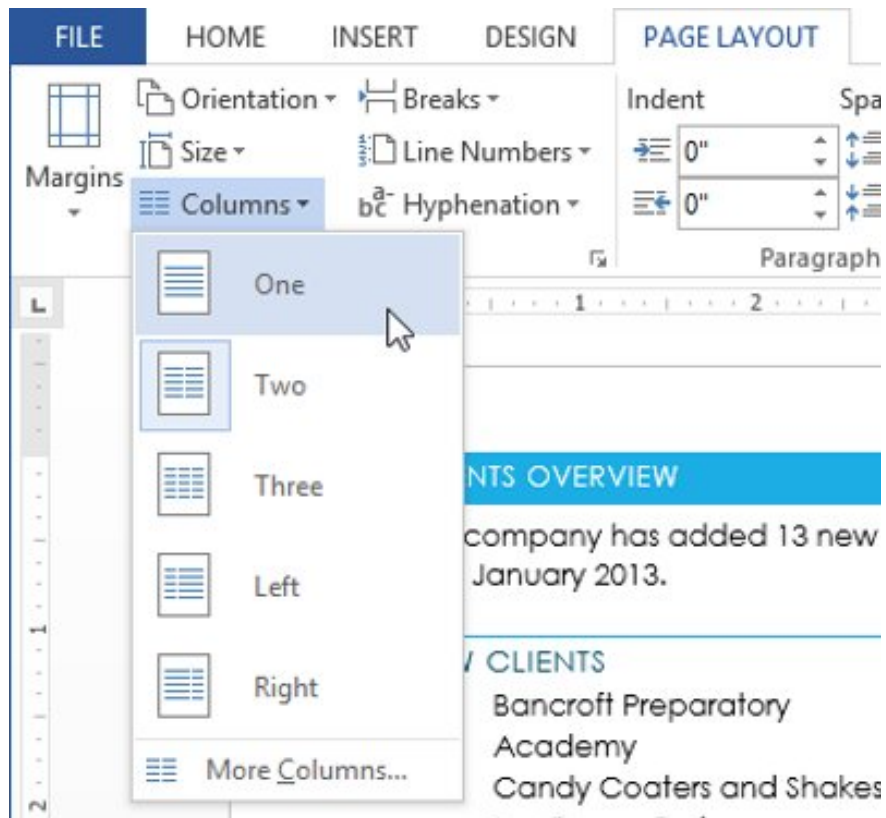 FILE HOME INSERT DESIGN PAGE LAYOUT
Orientation Breaks Indent Spa
Size Line Numbers 0"
Margins
Columns Hyphenation 0"
Paragraph
One
1 2
Two
NTS OVERVIEW
Three
company has added 13 new
January 2013.
Left
1
CLIENTS
Right
Bancroft Preparatory
Academy
More Columns...
Candy Coaters and Shakes
2